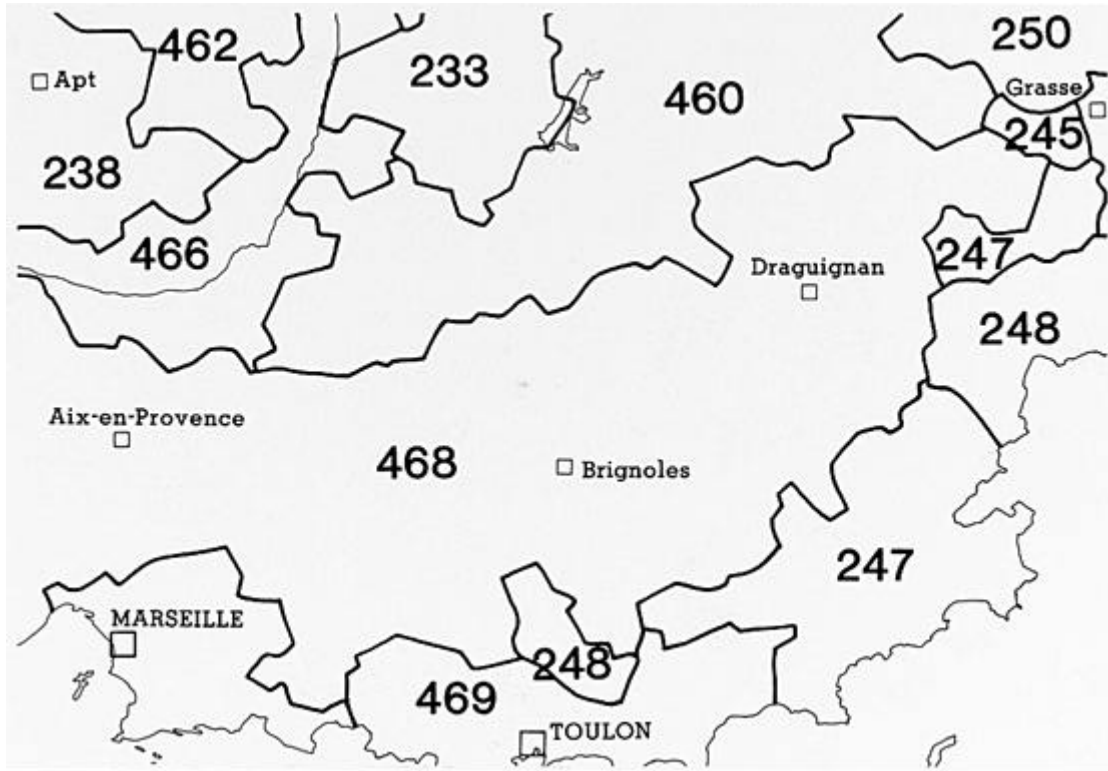 462
250
Apt
233
Grasse
460
245
238
466
247
Draguignan
248
Aix-en-Provence
468
Brignoles
247
MARSEILLE
248
469
TOULON